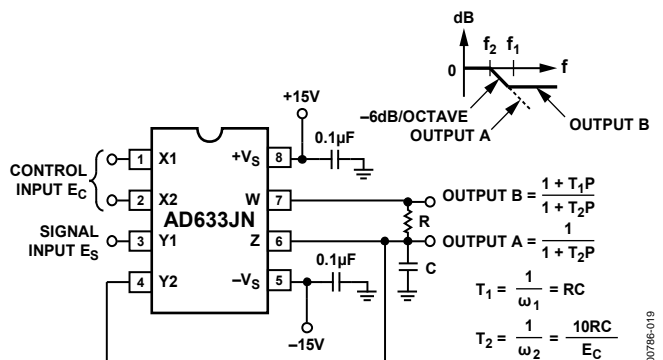 dB
f2 f1
0
f
–6dB/OCTAVE
OUTPUT A
OUTPUT B
+15V
0.1µF
CONTROL
INPUT EC
SIGNAL
INPUT ES
1 X1
2 X2
3 Y1
4 Y2
AD633JN
+VS 8
W 7
Z 6
–VS 5
R
C
0.1µF
–15V
OUTPUT B = 1 + T1P / 1 + T2P
OUTPUT A = 1 / 1 + T2P
T1 = 1 / ω1 = RC
T2 = 1 / ω2 = 10RC / EC
00786-019